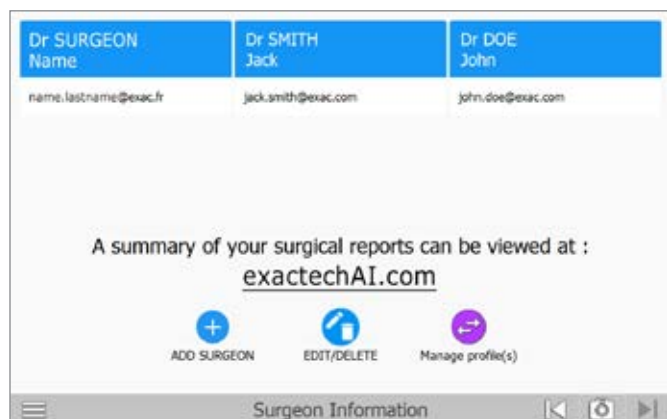 Dr SURGEON
Name
Dr SMITH
Jack
Dr DOE
John
name.lastname@exac.fr
jack.smith@exac.com
john.doe@exac.com
A summary of your surgical reports can be viewed at :
exactechAI.com
ADD SURGEON
EDIT/DELETE
Manage profile(s)
Surgeon Information